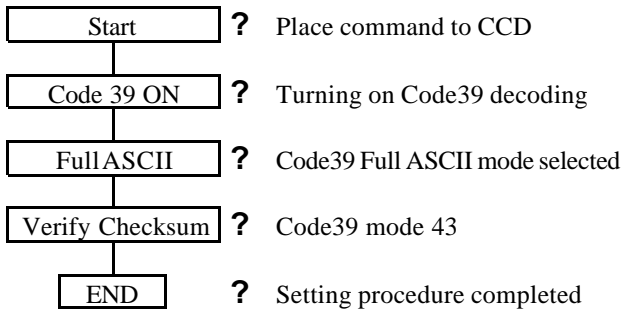 Start ? Place command to CCD
Code 39 ON ? Turning on Code39 decoding
Full ASCII ? Code39 Full ASCII mode selected
Verify Checksum ? Code39 mode 43
END ? Setting procedure completed